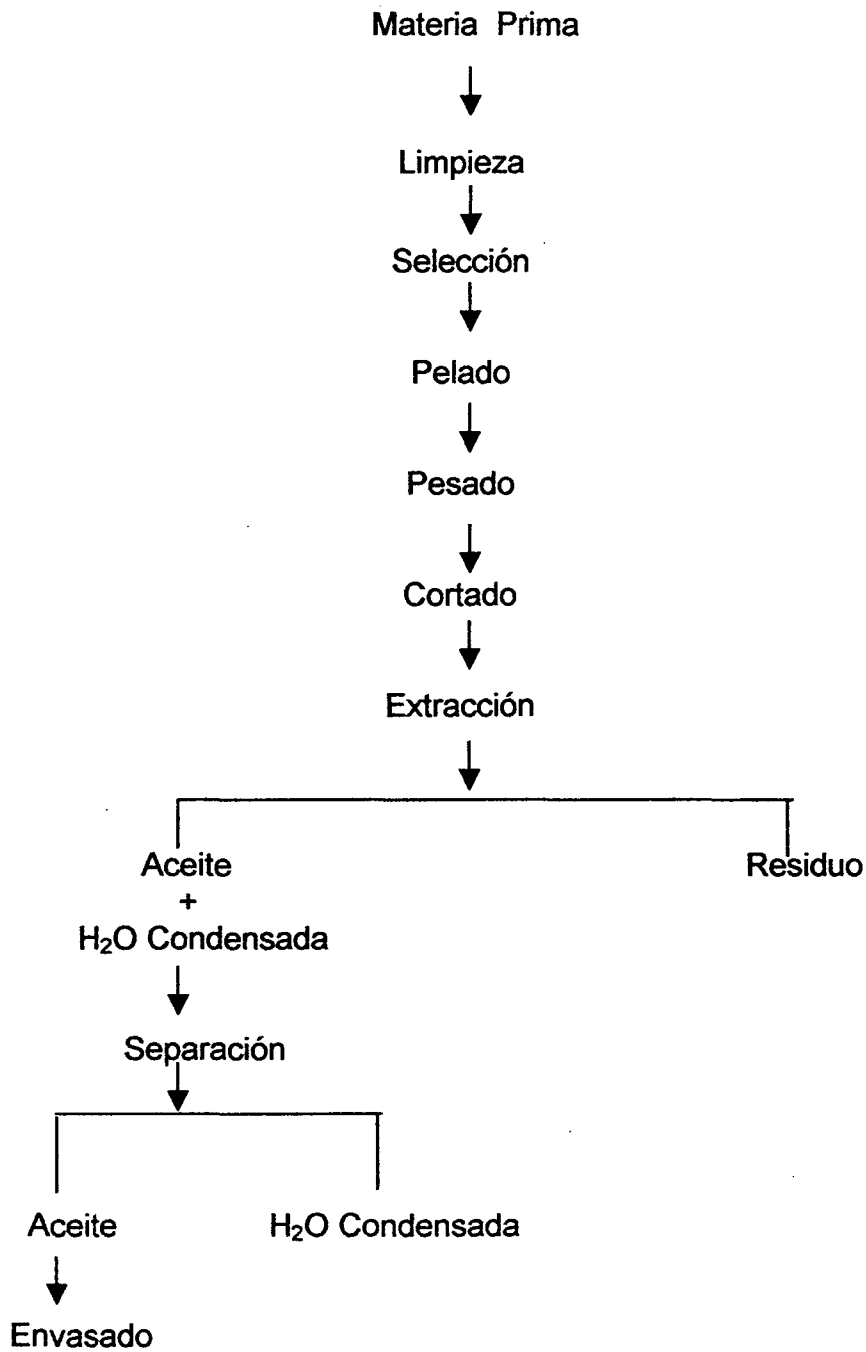 Materia Prima
Limpieza
Selección
Pelado
Pesado
Cortado
Extracción
Aceite
+
H₂O Condensada
Residuo
Separación
Aceite
H₂O Condensada
Envasado